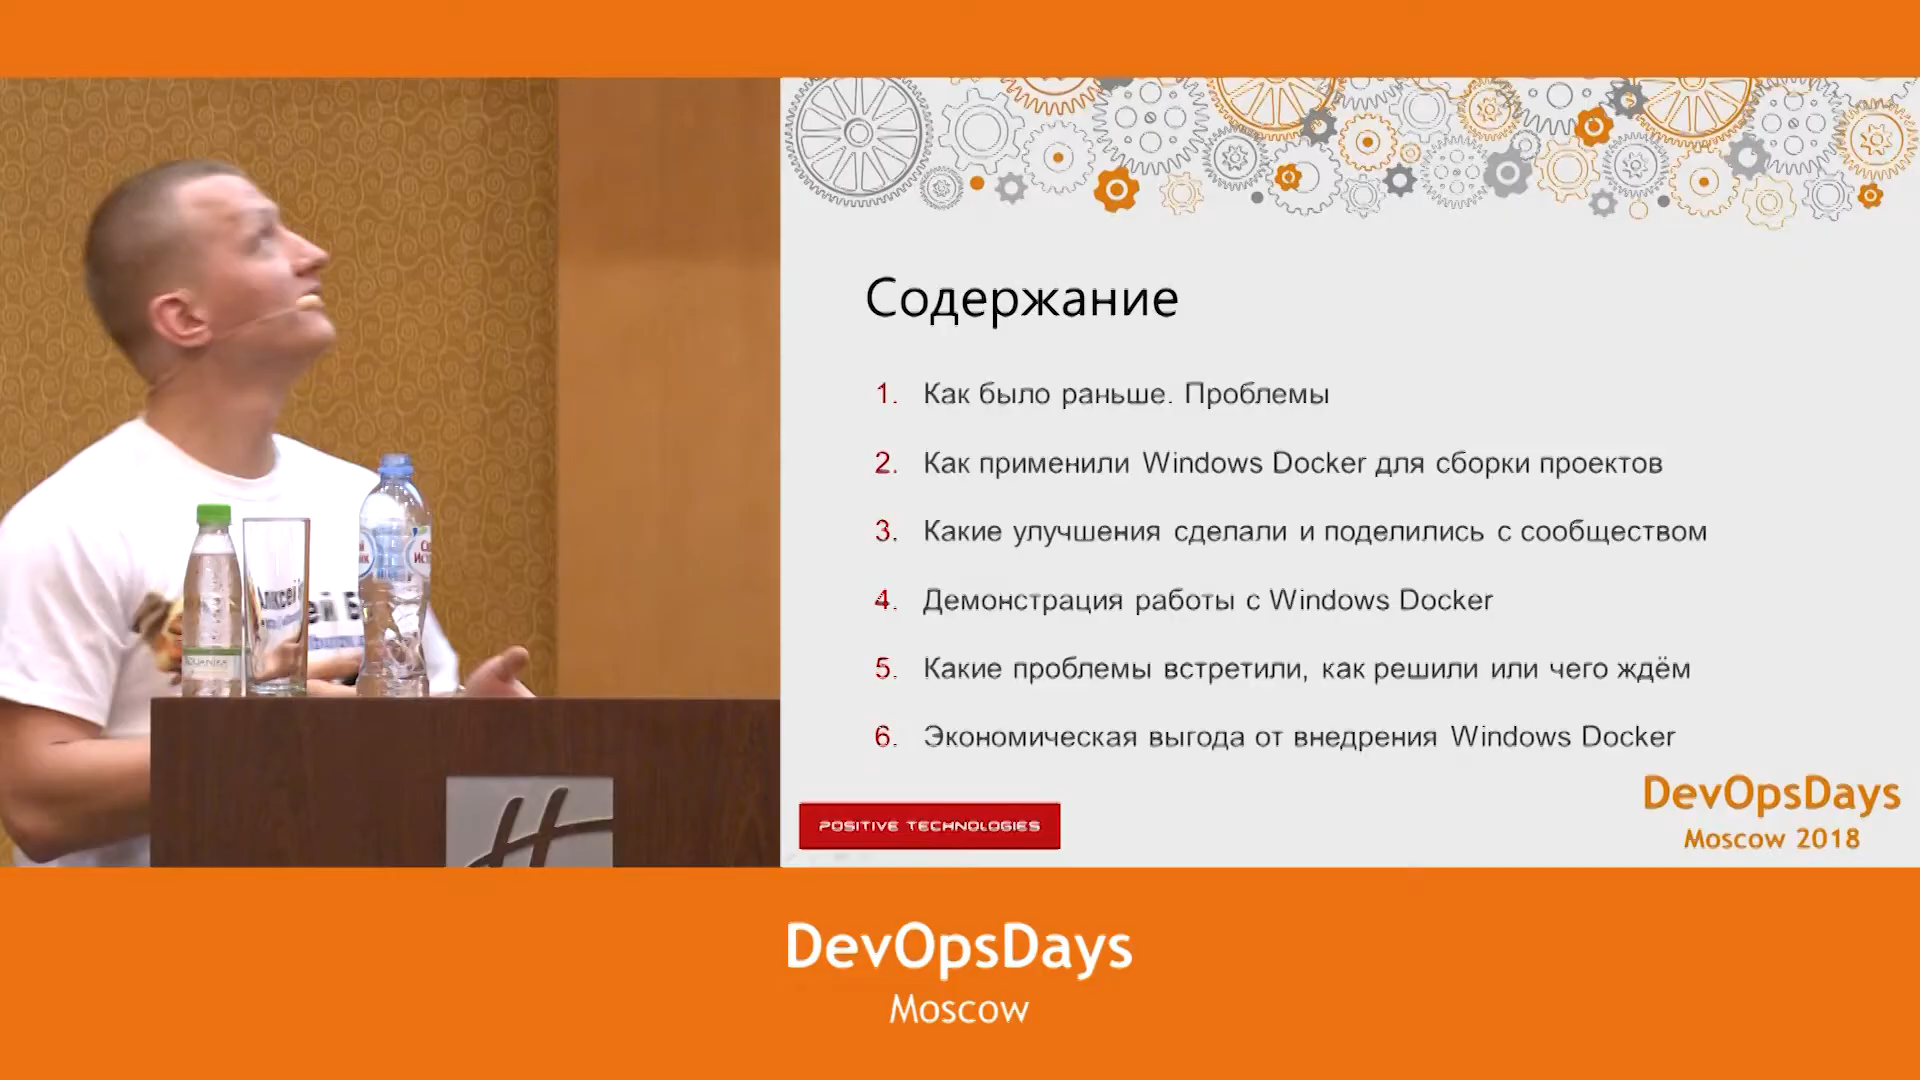 Содержание
1. Как было раньше. Проблемы
2. Как применили Windows Docker для сборки проектов
3. Какие улучшения сделали и поделились с сообществом
4. Демонстрация работы с Windows Docker
5. Какие проблемы встретили, как решили или чего ждём
6. Экономическая выгода от внедрения Windows Docker
POSITIVE TECHNOLOGIES
DevOpsDays
Moscow 2018
DevOpsDays
Moscow